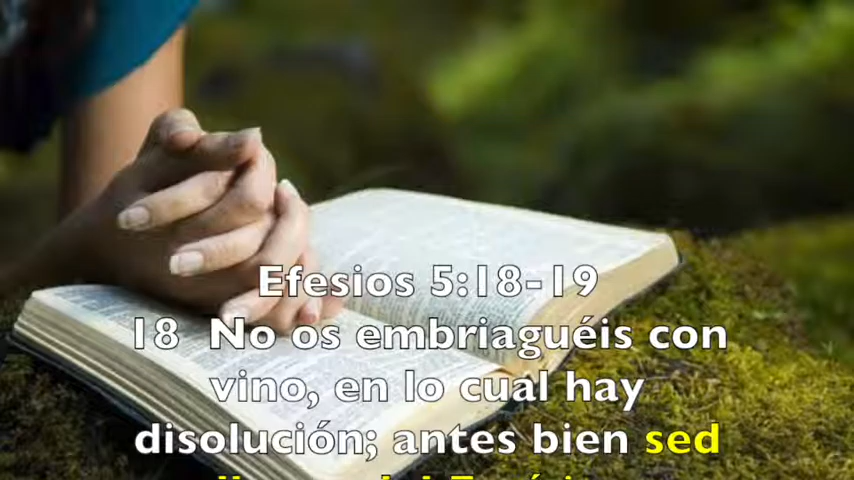 Efesios 5:18-19
18 No os embriaguéis con
vino, en lo cual hay
disolución; antes bien sed